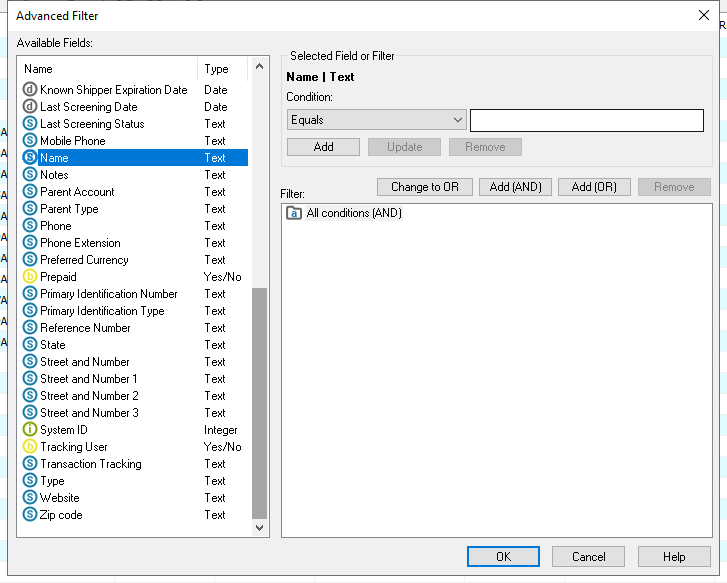 Advanced Filter
Available Fields:
Name Type
Known Shipper Expiration Date Date
Last Screening Date Date
Last Screening Status Text
Mobile Phone Text
Name Text
Notes Text
Parent Account Text
Parent Type Text
Phone Text
Phone Extension Text
Preferred Currency Text
Prepaid Yes/No
Primary Identification Number Text
Primary Identification Type Text
Reference Number Text
State Text
Street and Number Text
Street and Number 1 Text
Street and Number 2 Text
Street and Number 3 Text
System ID Integer
Tracking User Yes/No
Transaction Tracking Text
Type Text
Website Text
Zip code Text
Selected Field or Filter
Name | Text
Condition:
Equals
Add Update Remove
Filter: Change to OR Add (AND) Add (OR) Remove
All conditions (AND)
OK Cancel Help